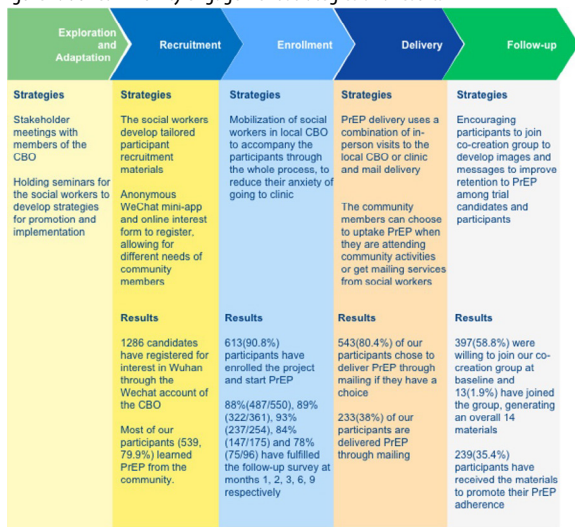 Exploration
and
Adaptation
Recruitment
Enrollment
Delivery
Follow-up
Strategies
Stakeholder
meetings with
members of the
CBO
Holding seminars for
the social workers to
develop strategies
for promotion and
implementation
Strategies
The social workers
develop tailored
participant
recruitment
materials
Anonymous
WeChat mini-app
and online interest
form to register,
allowing for
different needs of
community
members
Results
1286 candidates
have registered for
interest in Wuhan
through the
Wechat account of
the CBO
Most of our
participants (539,
79.9%) learned
PrEP from the
community.
Strategies
Mobilization of social
workers in local CBO
to accompany the
participants through
the whole process, to
reduce their anxiety of
going to clinic
Results
613(90.8%)
participants have
enrolled the project
and start PrEP
88%(487/550), 89%
(322/361), 93%
(237/254), 84%
(147/175) and 78%
(75/96) have fulfilled
the follow-up survey at
months 1, 2, 3, 6, 9
respectively
Strategies
PrEP delivery uses a
combination of in-
person visits to the
local CBO or clinic
and mail delivery
The community
members can choose
to uptake PrEP when
they are attending
community activities
or get mailing services
from social workers
Results
543(80.4%) of our
participants chose to
deliver PrEP through
mailing if they have a
choice
233(38%) of our
participants are
delivered PrEP
through mailing
Strategies
Encouraging
participants to join
co-creation group to
develop images and
messages to improve
retention to PrEP
among trial
candidates and
participants
Results
397(58.8%) were
willing to join our co-
creation group at
baseline and
13(1.9%) have joined
the group, generating
an overall 14
materials
239(35.4%)
participants have
received the materials
to promote their PrEP
adherence